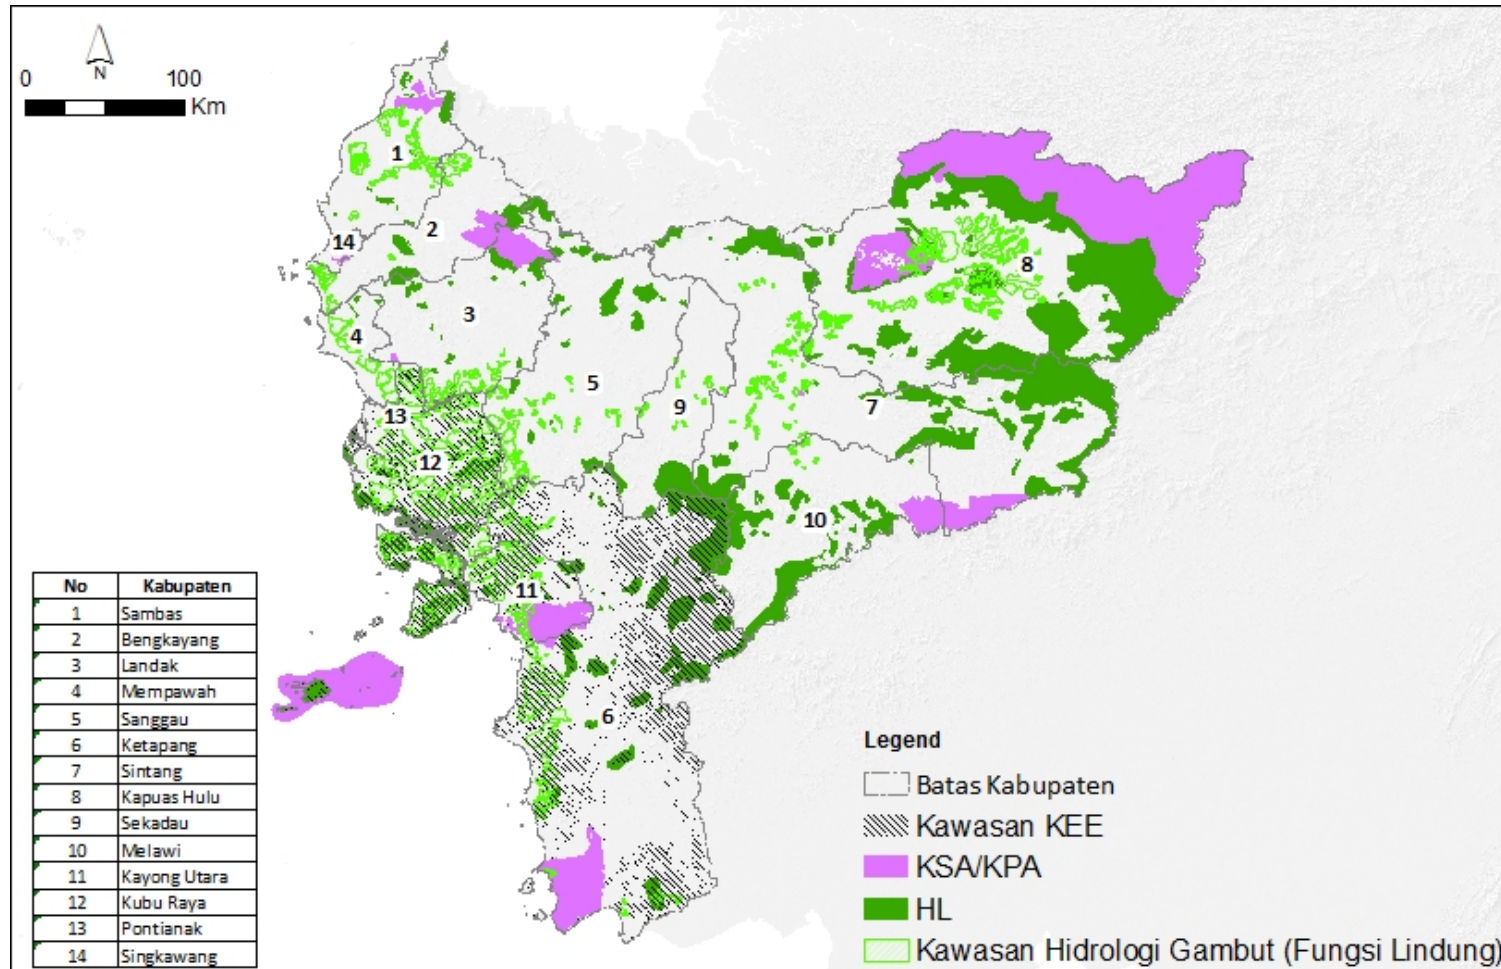 N
0 100
Km
1
2
14
3
4
5
8
13
9
7
12
10
11
6
No Kabupaten
1 Sambas
2 Bengkayang
3 Landak
4 Mempawah
5 Sanggau
6 Ketapang
7 Sintang
8 Kapuas Hulu
9 Sekadau
10 Melawi
11 Kayong Utara
12 Kubu Raya
13 Pontianak
14 Singkawang
Legend
Batas Kabupaten
Kawasan KEE
KSA/KPA
HL
Kawasan Hidrologi Gambut (Fungsi Lindung)